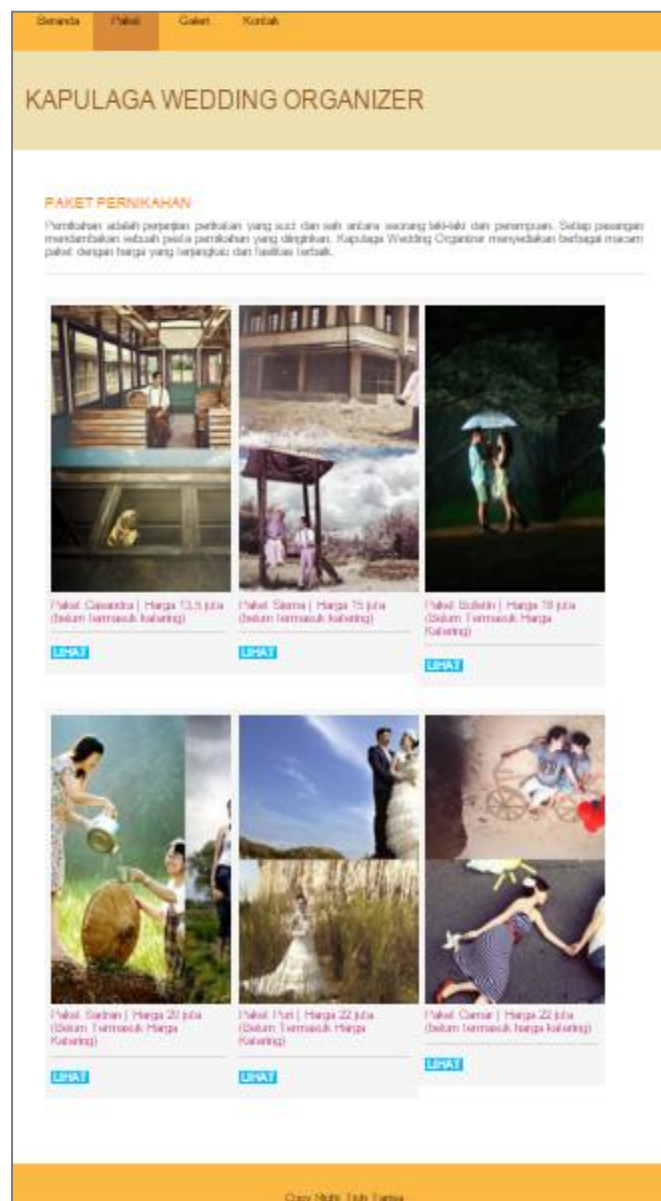 Beranda Paket Galeri Kontak
KAPULAGA WEDDING ORGANIZER
PAKET PERNIKAHAN
Pernikahan adalah perjanjian perikatan yang suci dan sah antara seorang laki-laki dan perempuan. Setiap pasangan
mendambakan sebuah pesta pernikahan yang diinginkan. Kapulaga Wedding Organizer menyediakan berbagai macam
paket dengan harga yang terjangkau dan fasilitas terbaik.
Paket Casandra | Harga 13,5 juta
(belum termasuk katering)
LIHAT
Paket Sierna | Harga 15 juta
(belum termasuk katering)
LIHAT
Paket Bulletin | Harga 18 juta
(Belum Termasuk Harga
Katering)
LIHAT
Paket Harga 20 juta
(Belum Termasuk Harga
Katering)
LIHAT
Paket Puri | Harga 22 juta
(Belum Termasuk Harga
Katering)
LIHAT
Paket Camar | Harga 22 juta
(belum termasuk harga katering)
LIHAT
Copy Right